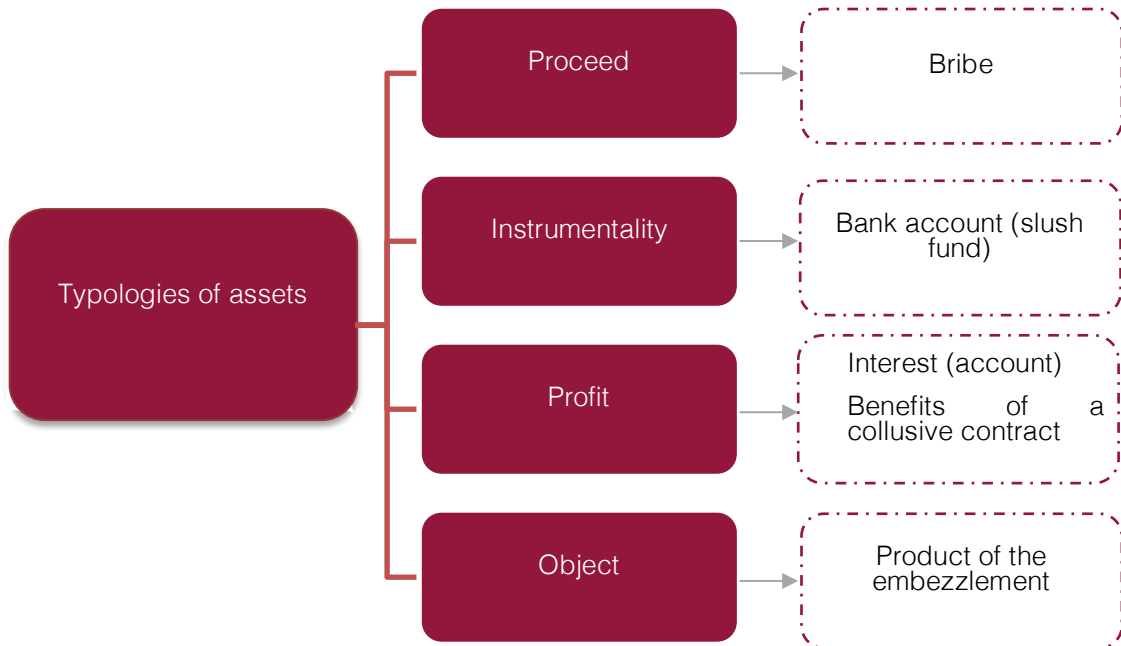 Typologies of assets
Proceed
Bribe
Instrumentality
Bank account (slush
fund)
Profit
Interest (account)
Benefits of a
collusive contract
Object
Product of the
embezzlement